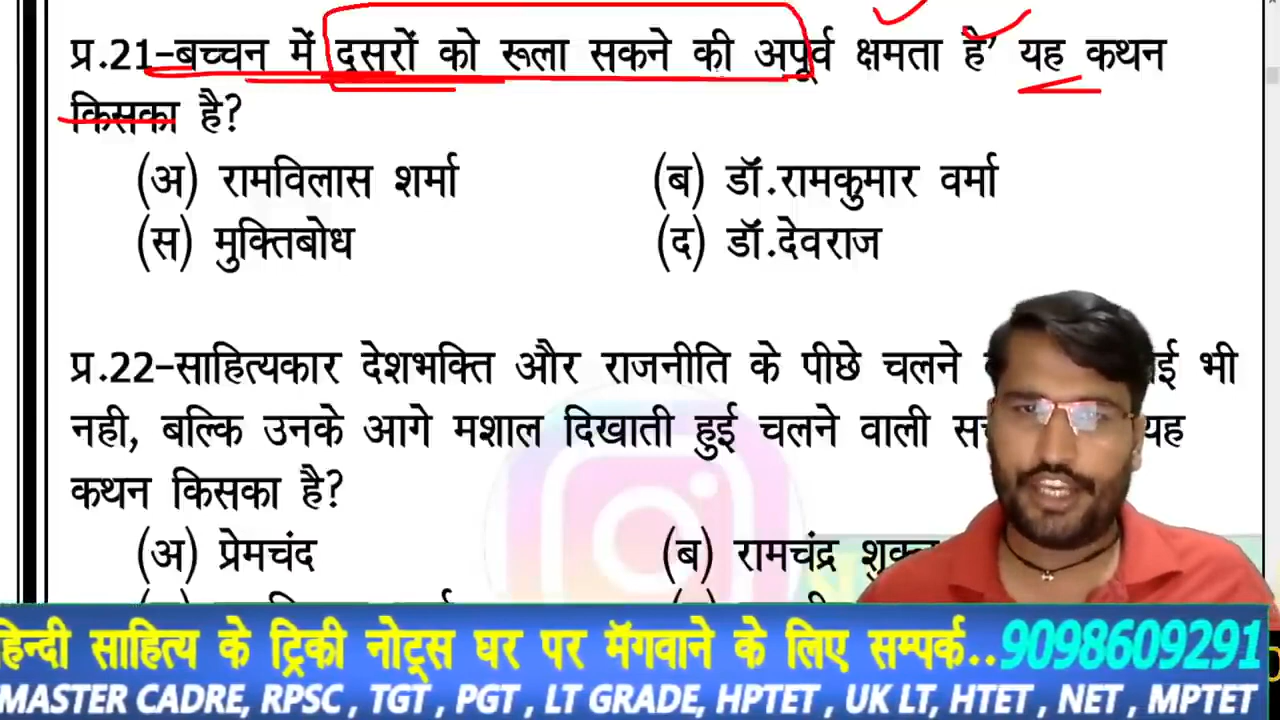 प्र.21-बच्चन में दूसरों को रूला सकने की अपूर्व क्षमता है’ यह कथन
किसका है?
(अ) रामविलास शर्मा (ब) डॉ.रामकुमार वर्मा
(स) मुक्तिबोध (द) डॉ.देवराज
प्र.22-साहित्यकार देशभक्ति और राजनीति के पीछे चलने भी
नही, बल्कि उनके आगे मशाल दिखाती हुई चलने वाली यह
कथन किसका है?
(अ) प्रेमचंद (ब) रामचंद्र शुक्ल
हिन्दी साहित्य के ट्रिकी नोट्स घर पर मॅगवाने के लिए सम्पर्क..9098609291
MASTER CADRE, RPSC , TGT , PGT , LT GRADE, HPTET , UK LT, HTET , NET , MPTET